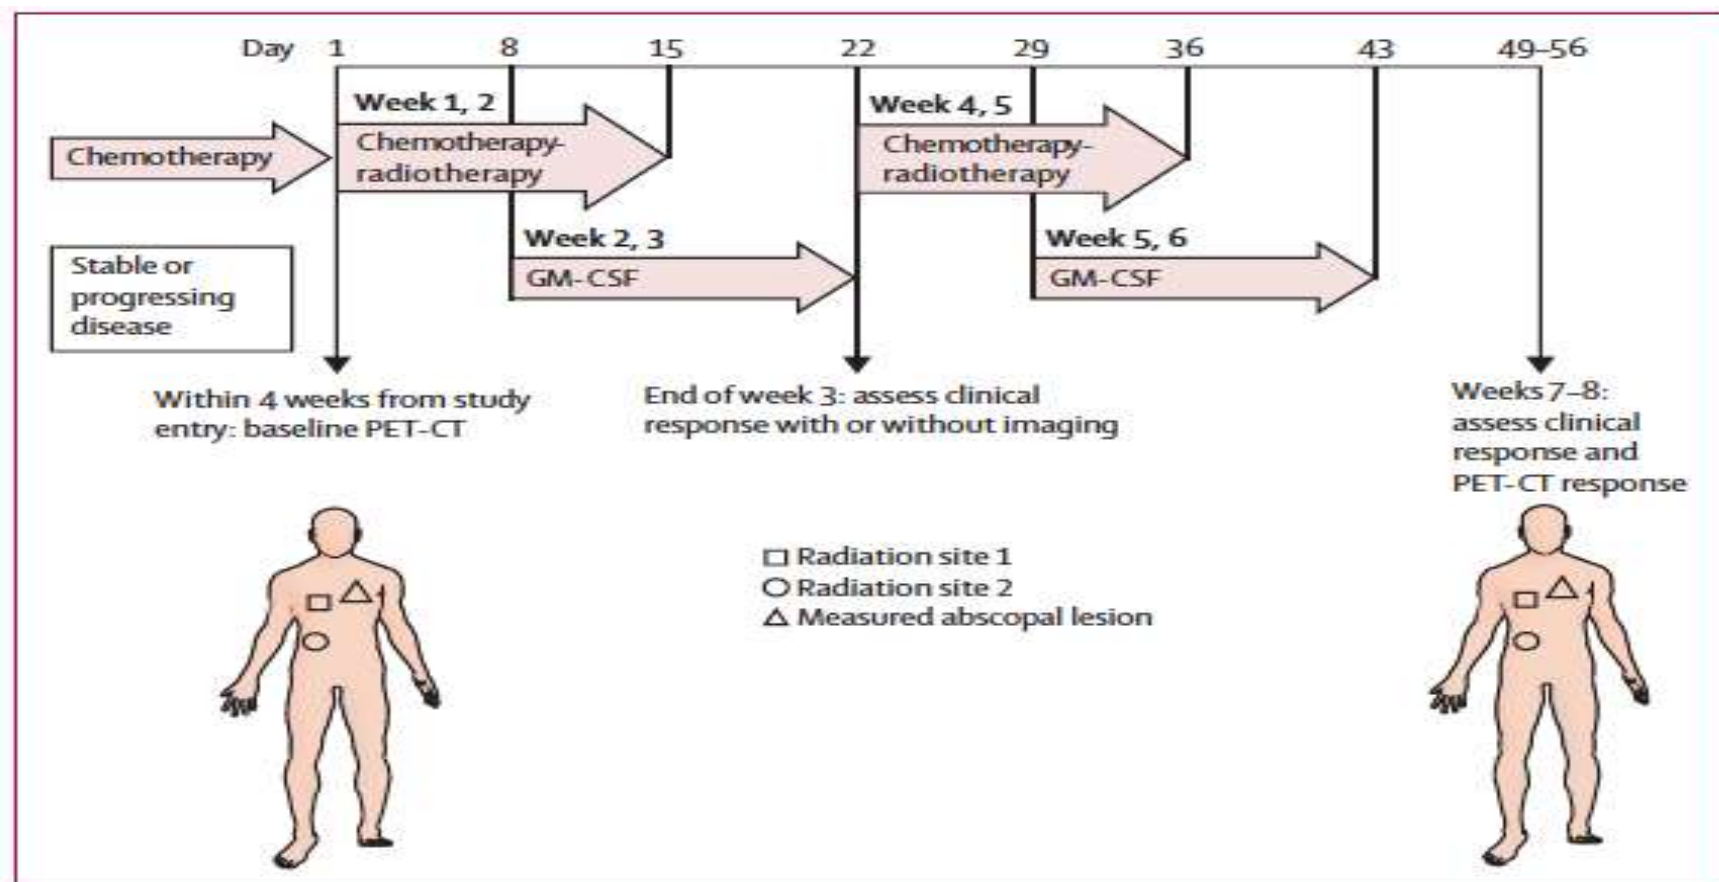 Day 1 8 15 22 29 36 43 49–56
Week 1, 2
Week 4, 5
Chemotherapy
Chemotherapy-
radiotherapy
Chemotherapy-
radiotherapy
Week 2, 3
GM-CSF
Week 5, 6
GM-CSF
Stable or
progressing
disease
Within 4 weeks from study
entry: baseline PET-CT
End of week 3: assess clinical
response with or without imaging
Weeks 7–8:
assess clinical
response and
PET-CT response
Radiation site 1
Radiation site 2
Measured abscopal lesion